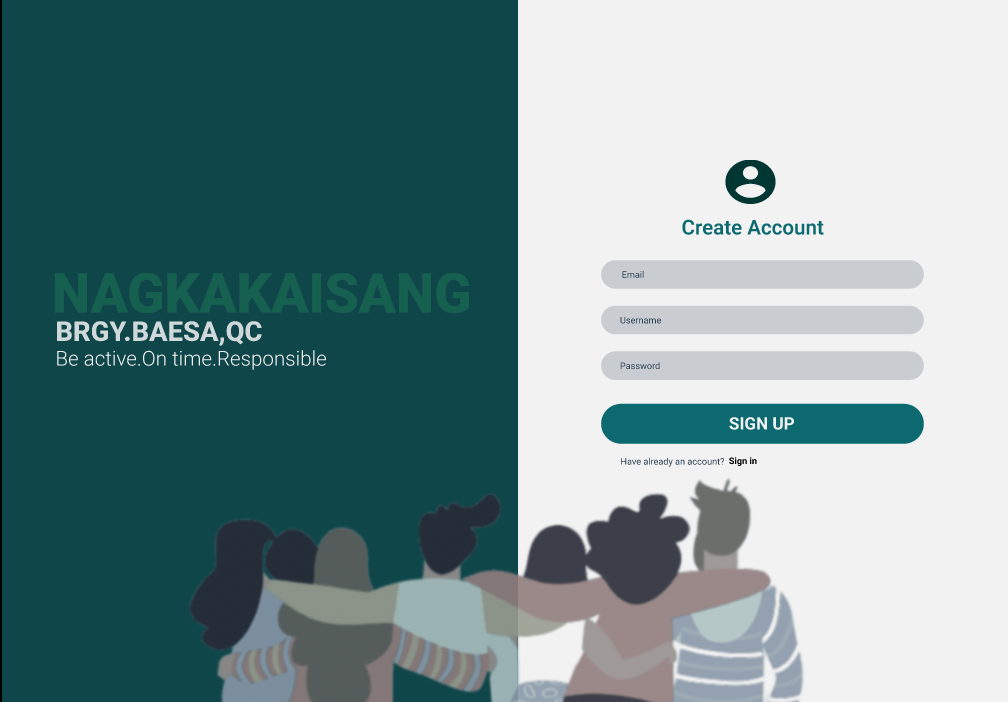 NAGKAKAISANG
BRGY.BAESA,QC
Be active.On time.Responsible
Create Account
Email
Username
Password
SIGN UP
Have already an account? Sign in